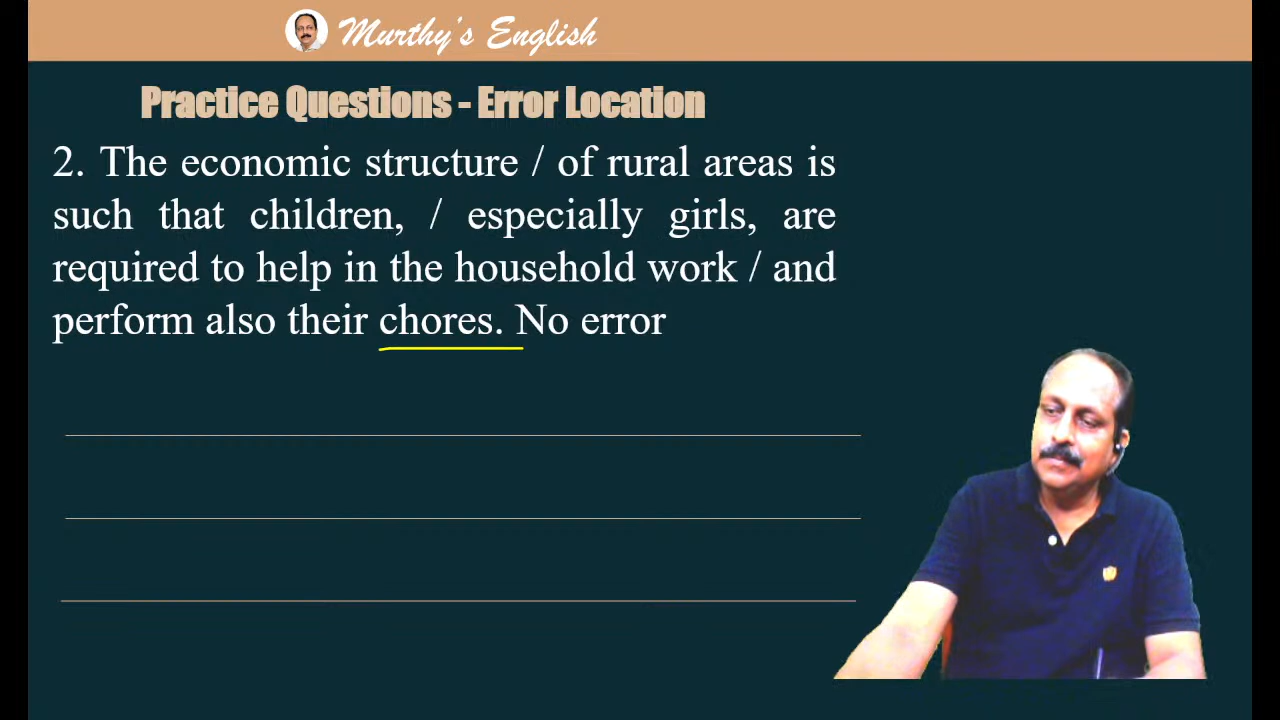 Murthy's English
Practice Questions - Error Location
2. The economic structure / of rural areas is
such that children, / especially girls, are
required to help in the household work / and
perform also their chores. No error